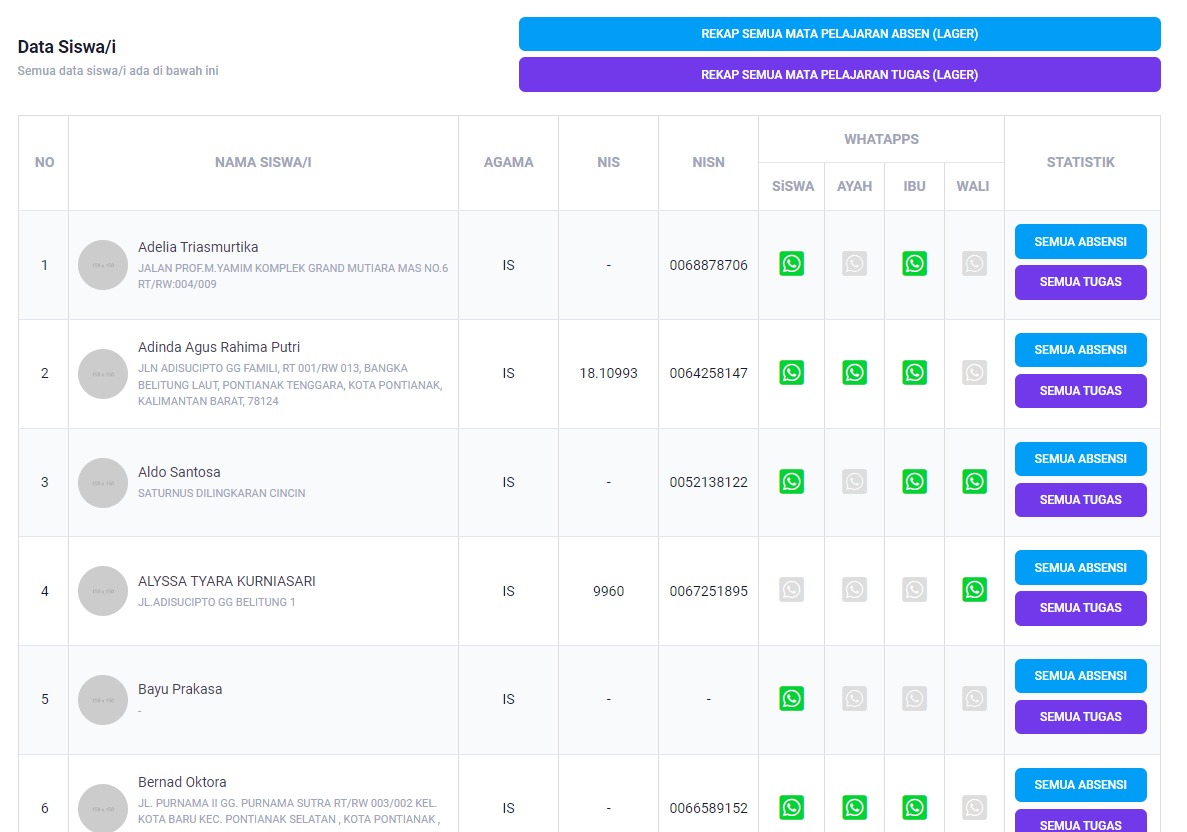 Data Siswa/i
Semua data siswa/i ada di bawah ini
REKAP SEMUA MATA PELAJARAN ABSEN (LAGER)
REKAP SEMUA MATA PELAJARAN TUGAS (LAGER)
NO NAMA SISWA/I AGAMA NIS NISN WHATAPPS STATISTIK
SiSWA AYAH IBU WALI
1 Adelia Triasmurtika
JALAN PROF.M.YAMIM KOMPLEK GRAND MUTIARA MAS NO.6
RT/RW:004/009
IS - 0068878706
SEMUA ABSENSI
SEMUA TUGAS
2 Adinda Agus Rahima Putri
JLN ADISUCIPTO GG FAMILI, RT 001/RW 013, BANGKA
BELITUNG LAUT, PONTIANAK TENGGARA, KOTA PONTIANAK,
KALIMANTAN BARAT, 78124
IS 18.10993 0064258147
SEMUA ABSENSI
SEMUA TUGAS
3 Aldo Santosa
SATURNUS DILINGKARAN CINCIN
IS - 0052138122
SEMUA ABSENSI
SEMUA TUGAS
4 ALYSSA TYARA KURNIASARI
JL.ADISUCIPTO GG BELITUNG 1
IS 9960 0067251895
SEMUA ABSENSI
SEMUA TUGAS
5 Bayu Prakasa
-
IS - -
SEMUA ABSENSI
SEMUA TUGAS
6 Bernad Oktora
JL. PURNAMA II GG. PURNAMA SUTRA RT/RW 003/002 KEL.
KOTA BARU KEC. PONTIANAK SELATAN , KOTA PONTIANAK ,
IS - 0066589152
SEMUA ABSENSI
SEMUA TUGAS